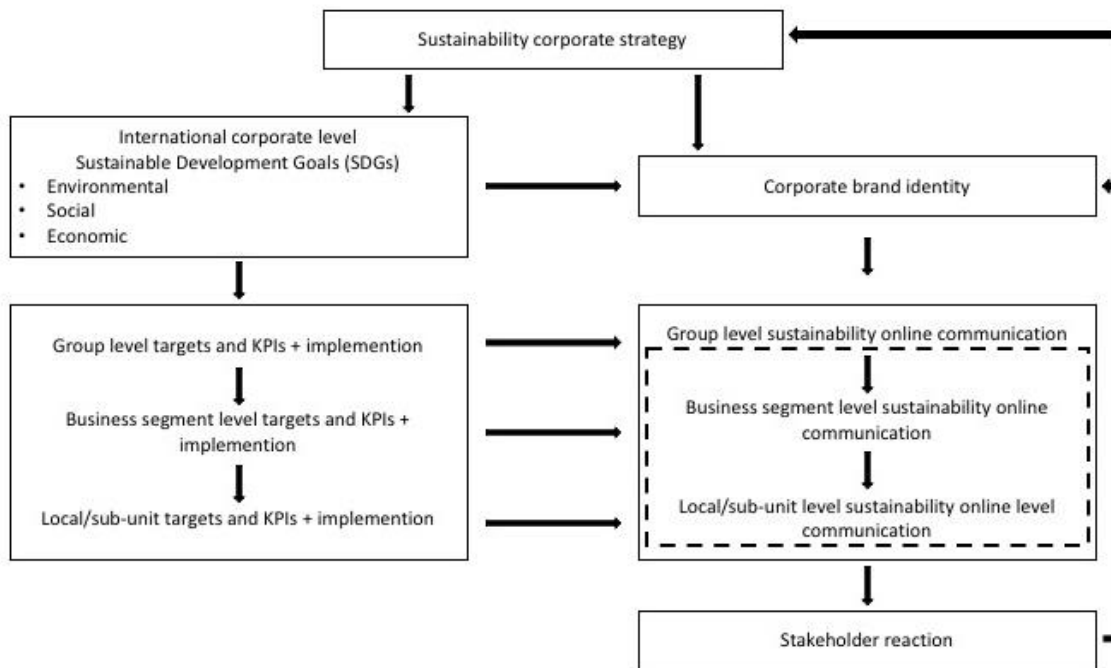 Sustainability corporate strategy
International corporate level
Sustainable Development Goals (SDGs)
• Environmental
• Social
• Economic
Corporate brand identity
Group level targets and KPIs + implemention
Business segment level targets and KPIs +
implemention
Local/sub-unit targets and KPIs + implemention
Group level sustainability online communication
Business segment level sustainability online
communication
Local/sub-unit level sustainability online level
communication
Stakeholder reaction